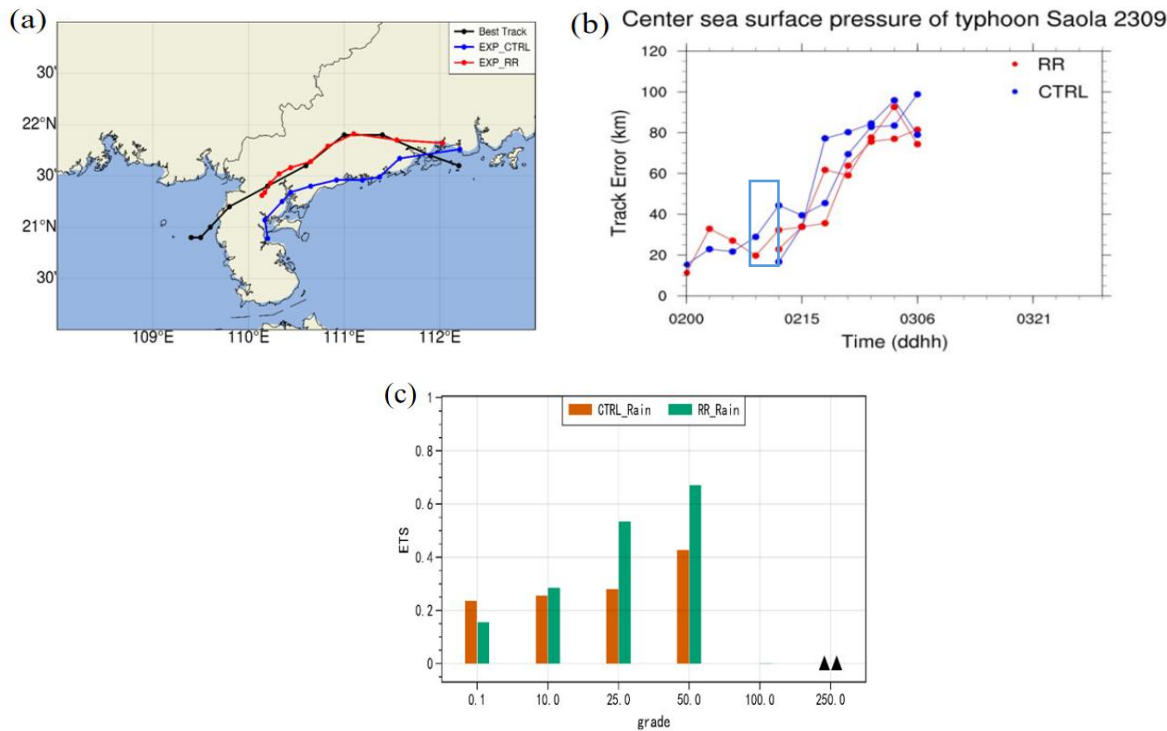 (a)
Best Track
EXP_CTRL
EXP_RR
30'
22°N
30'
21°N
30'
109°E 110°E 111°E 112°E
(b) Center sea surface pressure of typhoon Saola 2309
RR
CTRL
Track Error (km)
120
100
80
60
40
20
0
0200 0215 0306 0321
Time (ddhh)
(c)
CTRL_Rain RR_Rain
ETS
1
0.8
0.6
0.4
0.2
0
0.1 10.0 25.0 50.0 100.0 250.0
grade